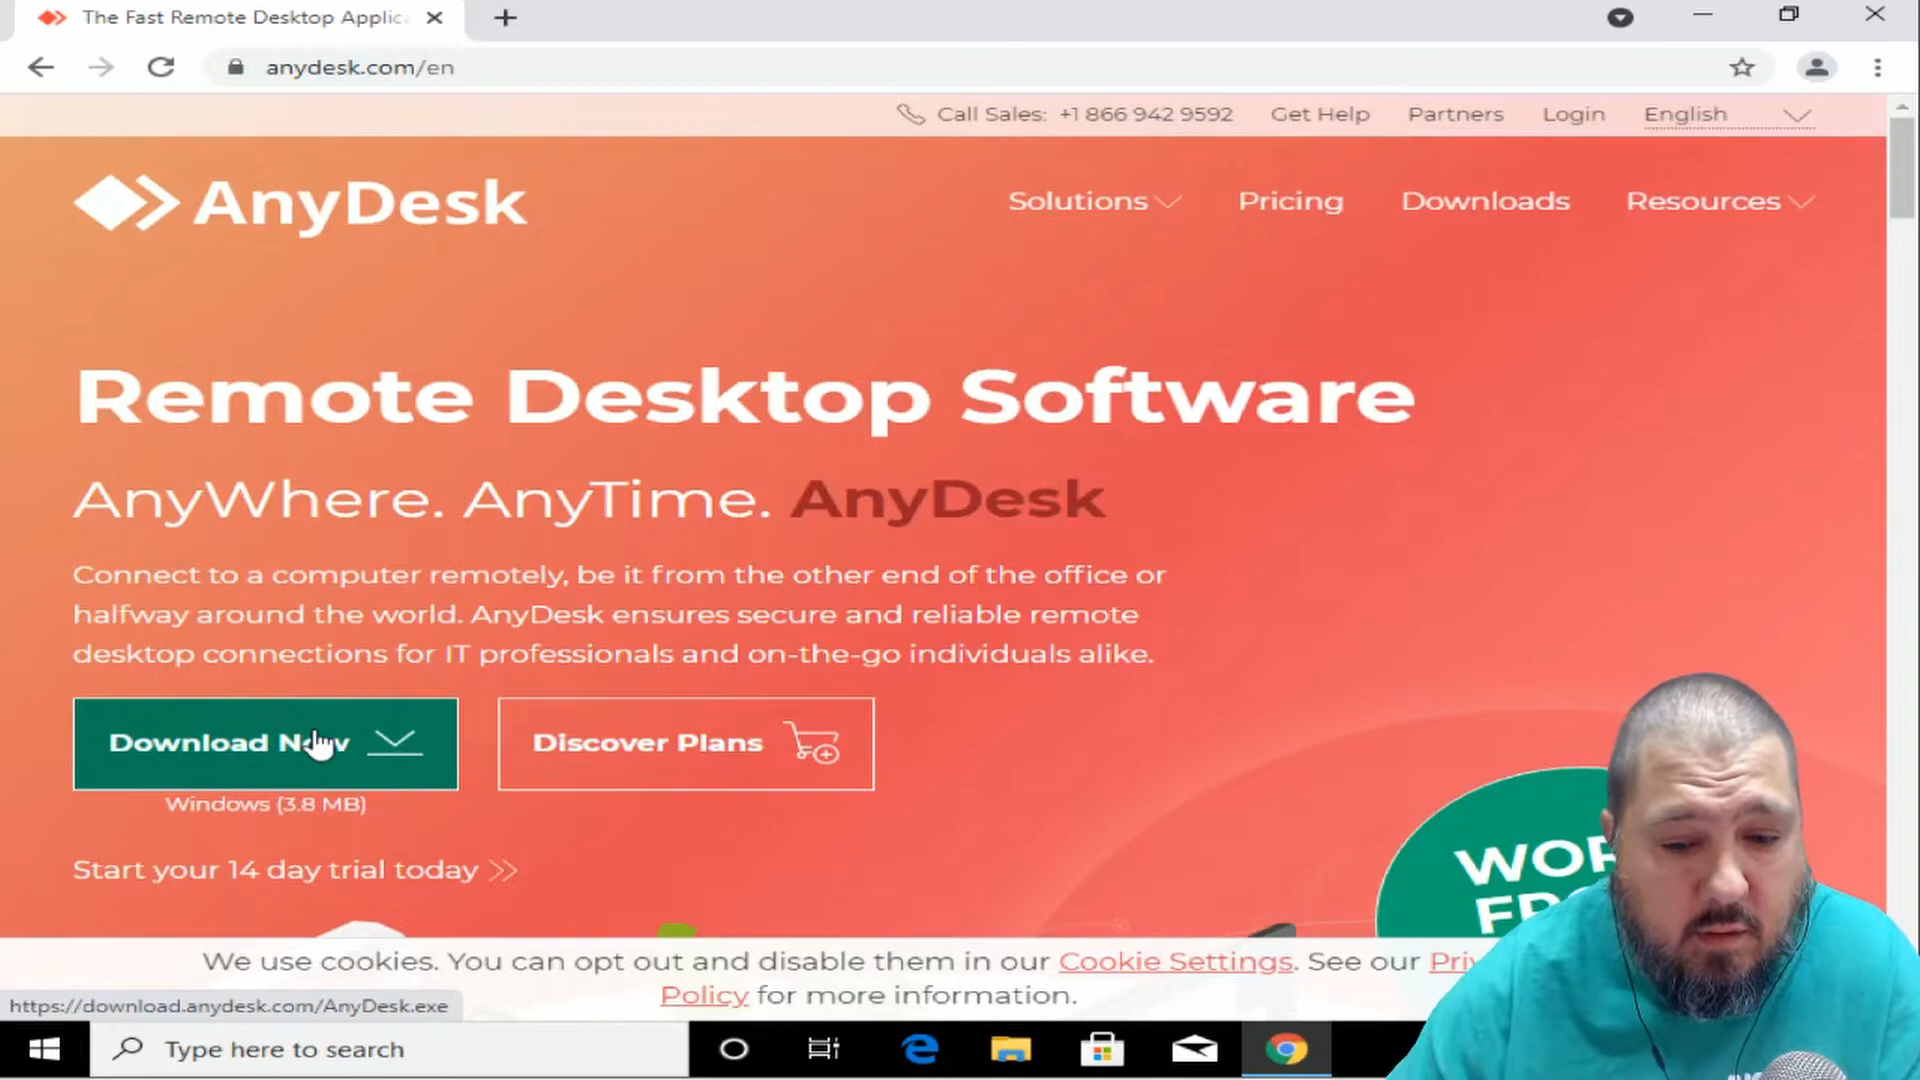 The Fast Remote Desktop Applic
anydesk.com/en
Call Sales: +1 866 942 9592 Get Help Partners Login English
AnyDesk
Solutions Pricing Downloads Resources
Remote Desktop Software
AnyWhere. AnyTime. AnyDesk
Connect to a computer remotely, be it from the other end of the office or
halfway around the world. AnyDesk ensures secure and reliable remote
desktop connections for IT professionals and on-the-go individuals alike.
Download Now Discover Plans
Windows (3.8 MB)
Start your 14 day trial today >>
We use cookies. You can opt out and disable them in our Cookie Settings. See our
Policy for more information.
https://download.anydesk.com/AnyDesk.exe
Type here to search